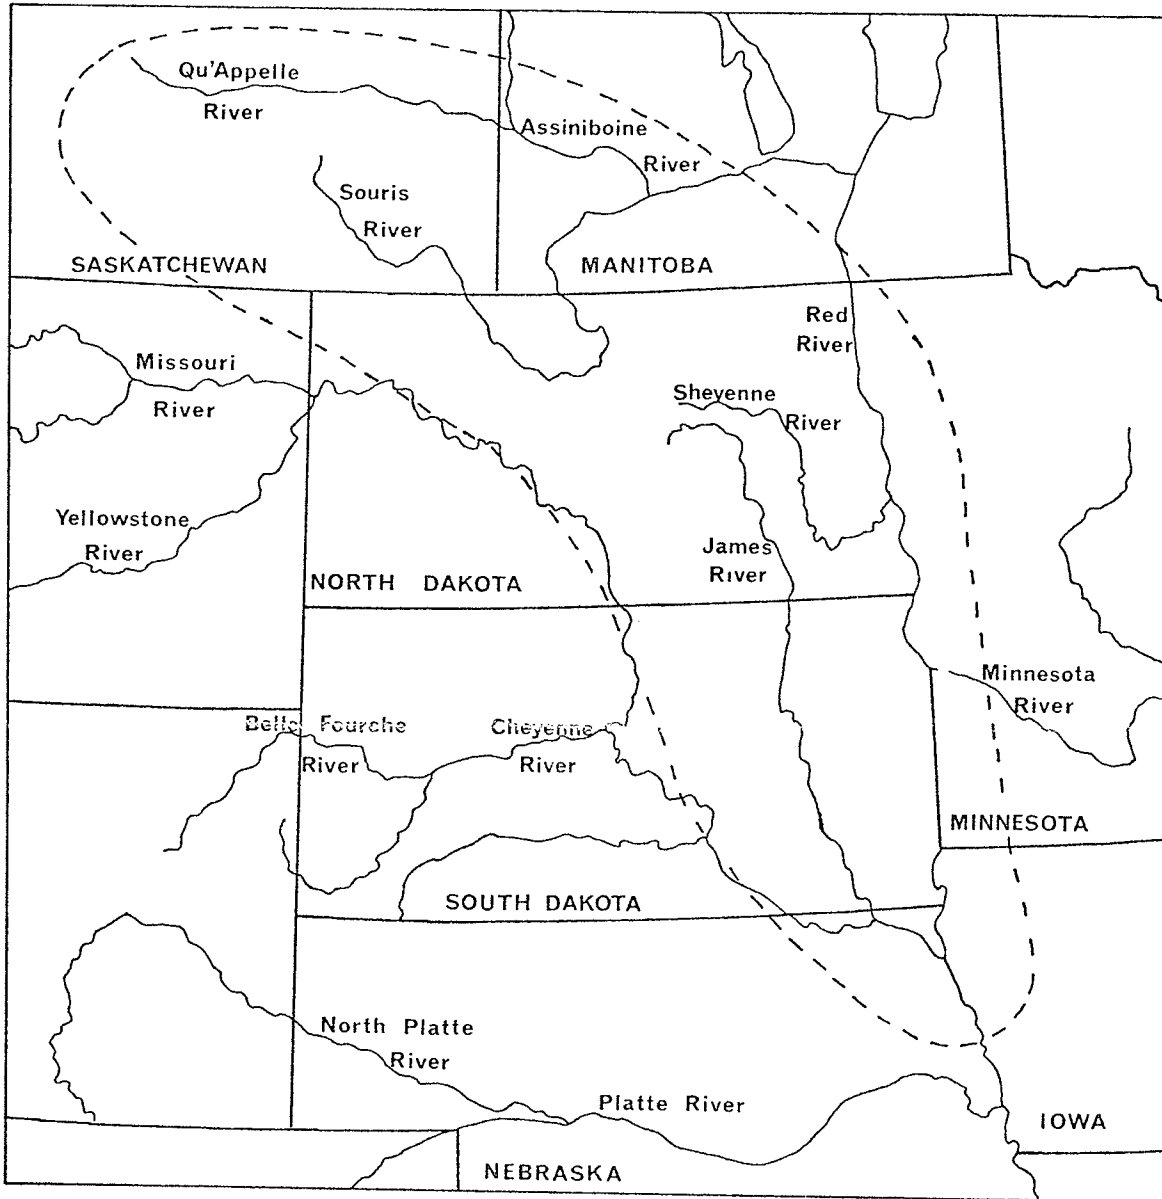 Qu'Appelle
River
Assiniboine
River
Souris
River
SASKATCHEWAN
MANITOBA
Red
River
Missouri
River
Sheyenne
River
Yellowstone
River
James
River
NORTH DAKOTA
Minnesota
River
Belle Fourche
River
Cheyenne
River
MINNESOTA
SOUTH DAKOTA
North Platte
River
Platte River
IOWA
NEBRASKA